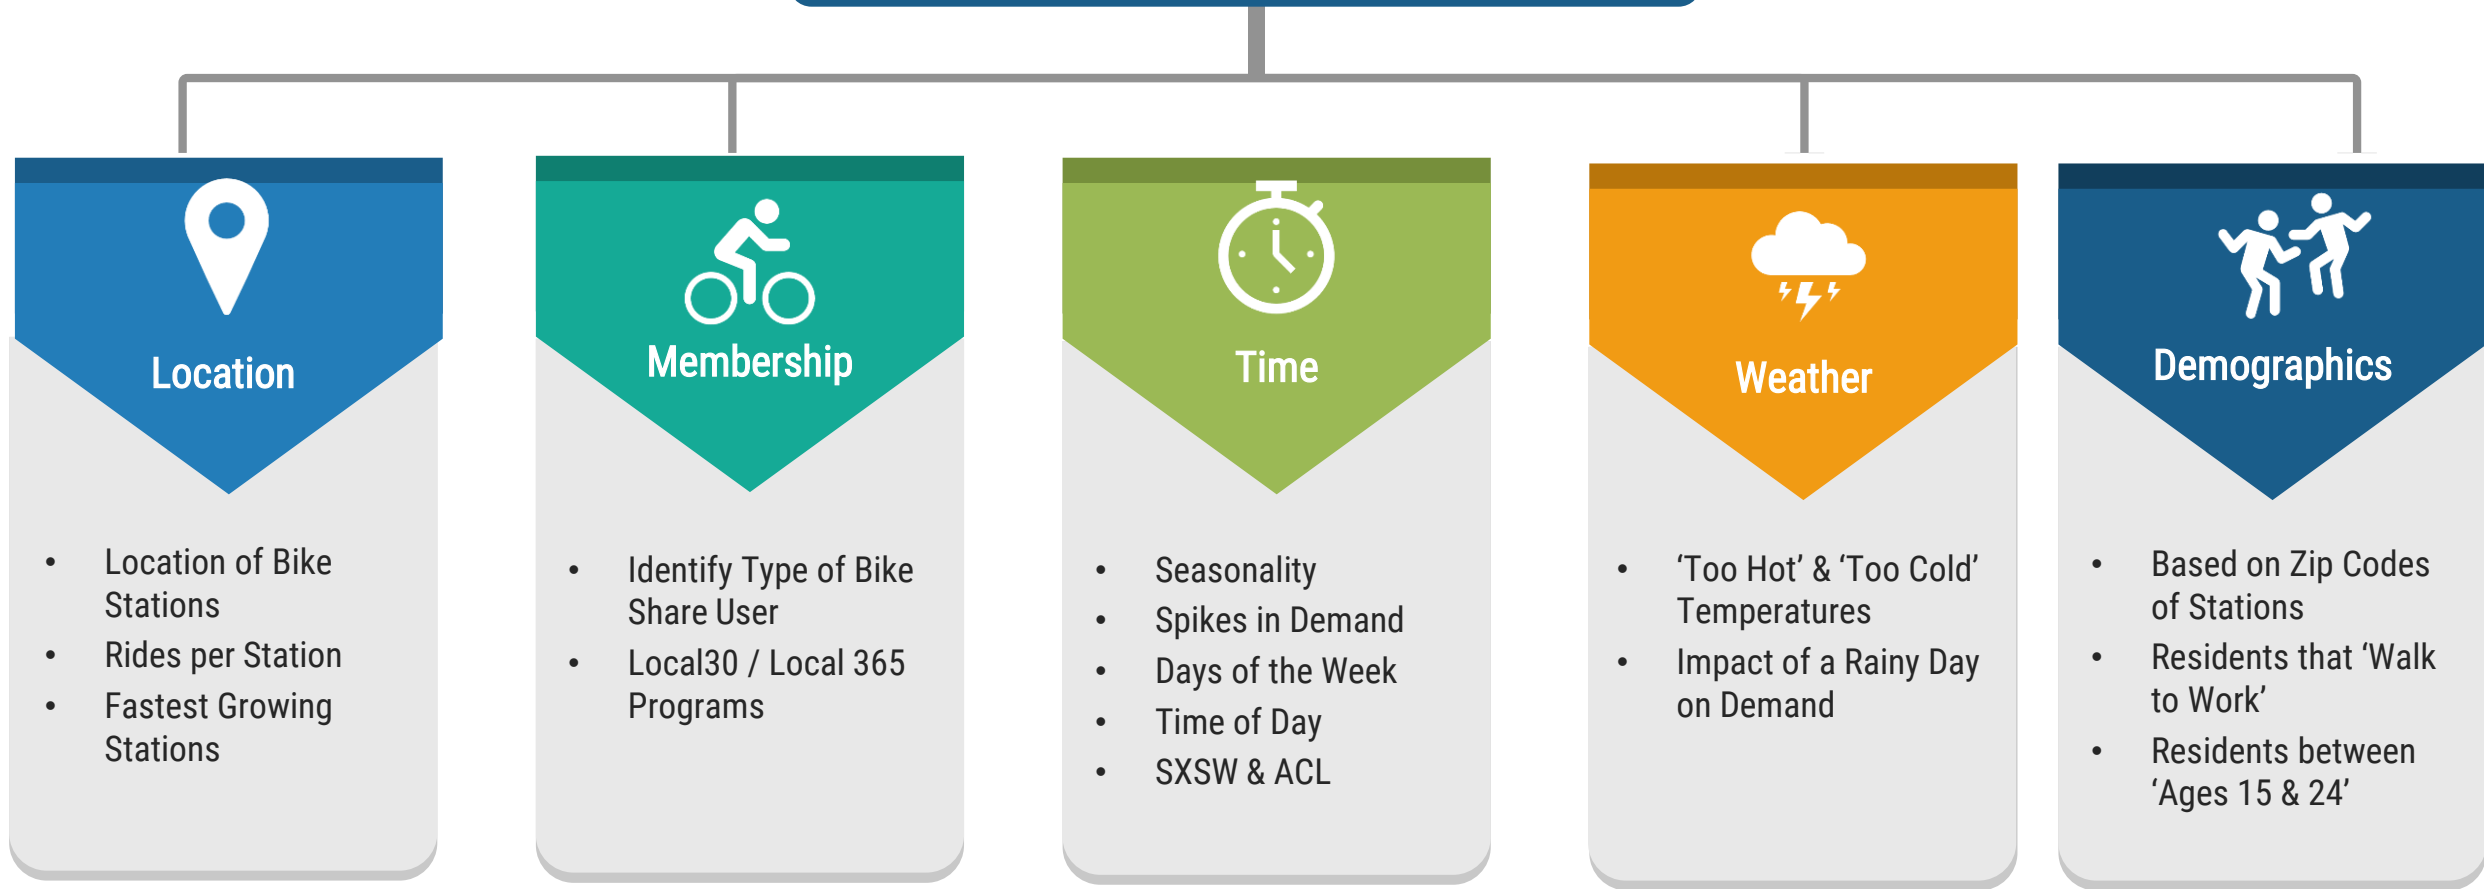 Location
• Location of Bike
Stations
• Rides per Station
• Fastest Growing
Stations
Membership
• Identify Type of Bike
Share User
• Local30 / Local 365
Programs
Time
• Seasonality
• Spikes in Demand
• Days of the Week
• Time of Day
• SXSW & ACL
Weather
• ‘Too Hot’ & ‘Too Cold’
Temperatures
• Impact of a Rainy Day
on Demand
Demographics
• Based on Zip Codes
of Stations
• Residents that ‘Walk
to Work’
• Residents between
‘Ages 15 & 24’